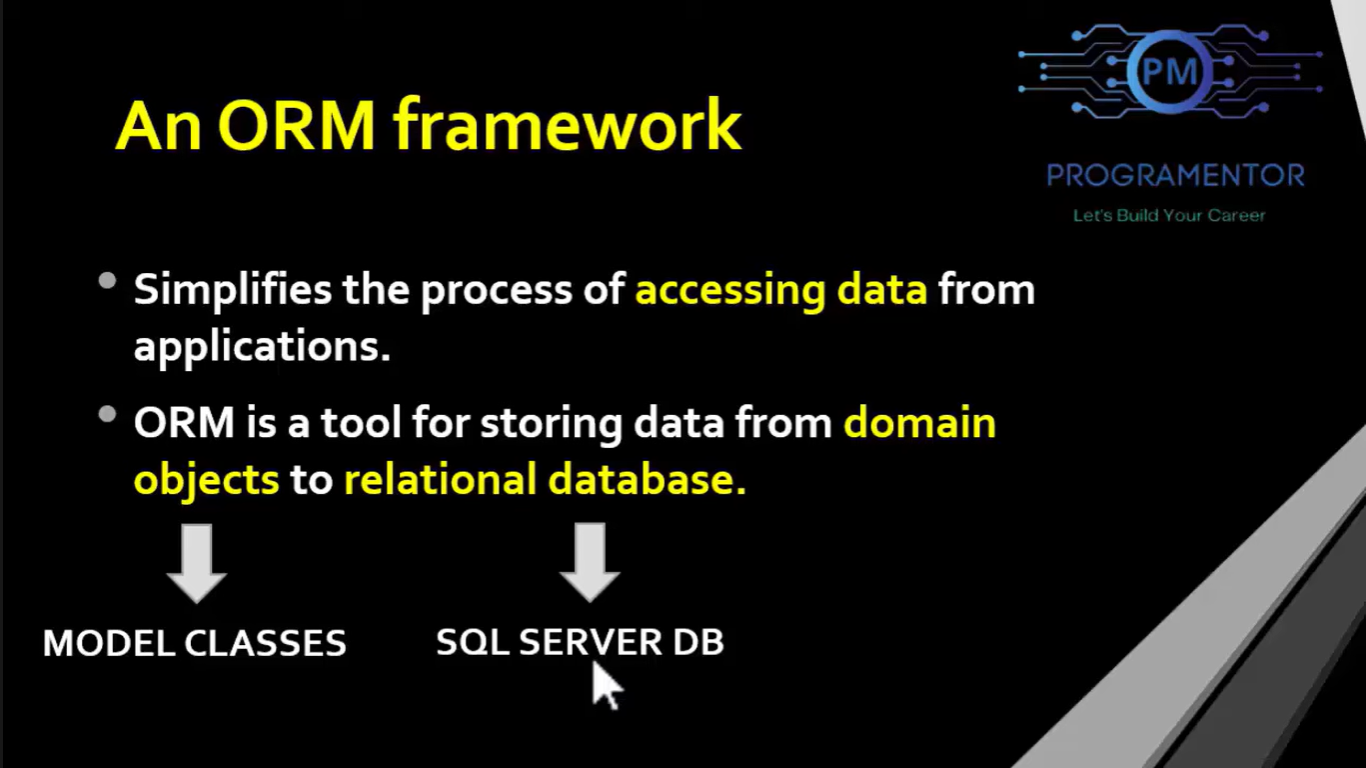 PM
PROGRAMENTOR
Let's Build Your Career
An ORM framework
• Simplifies the process of accessing data from
applications.
• ORM is a tool for storing data from domain
objects to relational database.
MODEL CLASSES
SQL SERVER DB